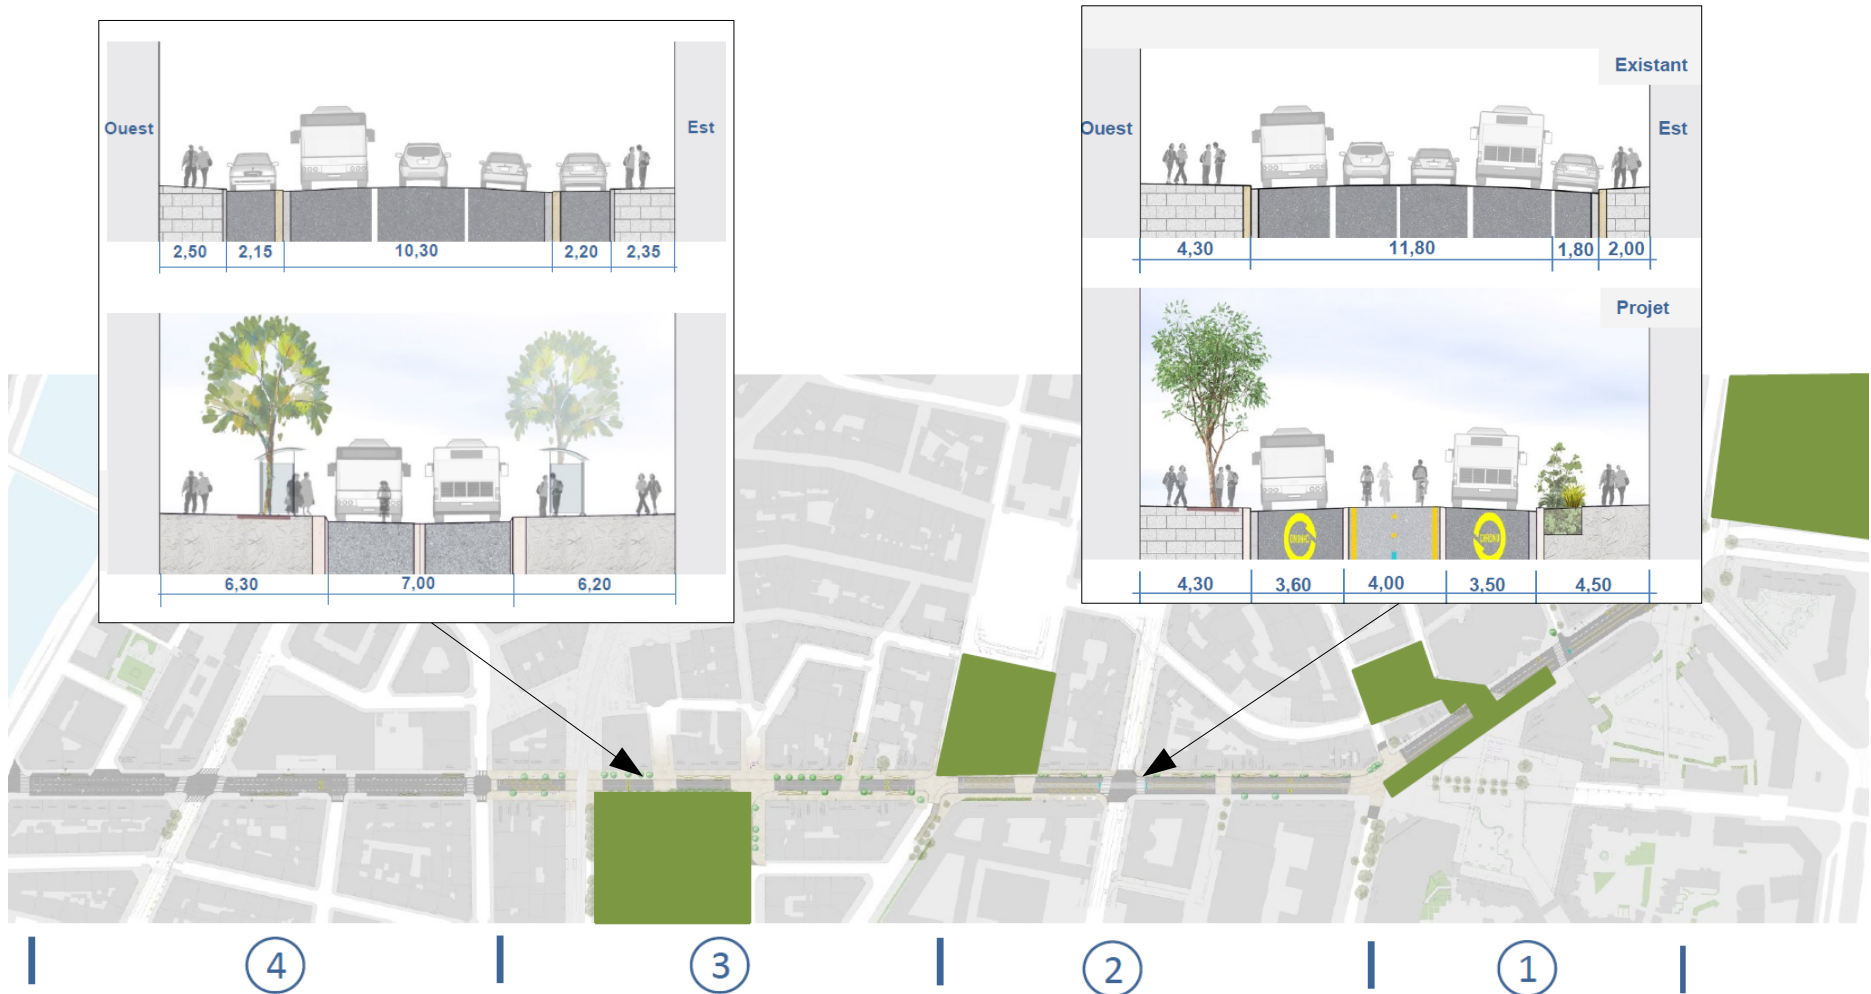 Ouest
Est
2,50 2,15 10,30 2,20 2,35
6,30 7,00 6,20
Existant
Ouest
Est
4,30 11,80 1,80 2,00
Projet
CHRONO
4,30 3,60 4,00 3,50 4,50
4 3 2 1